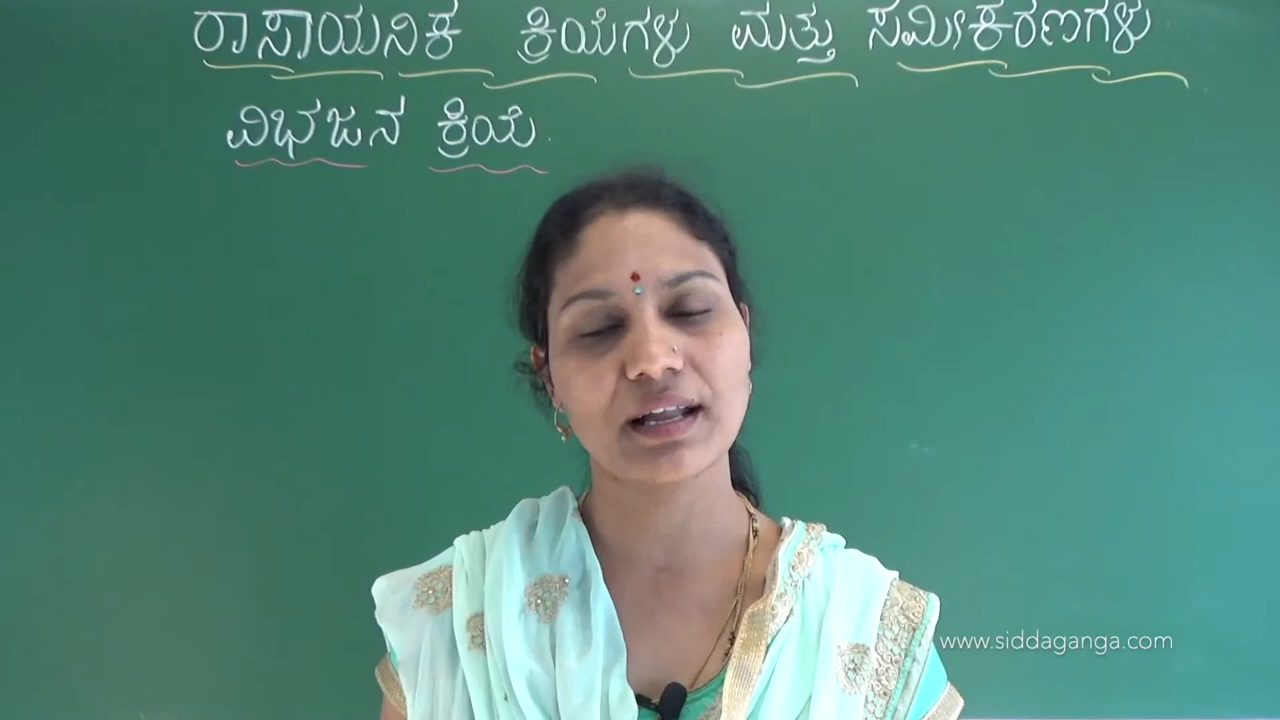 ರಾಸಾಯನಿಕ ಕ್ರಿಯೆಗಳು ಮತ್ತು ಸಮೀಕರಣಗಳು
ವಿಭಜನ ಕ್ರಿಯೆ.
www.siddaganga.com